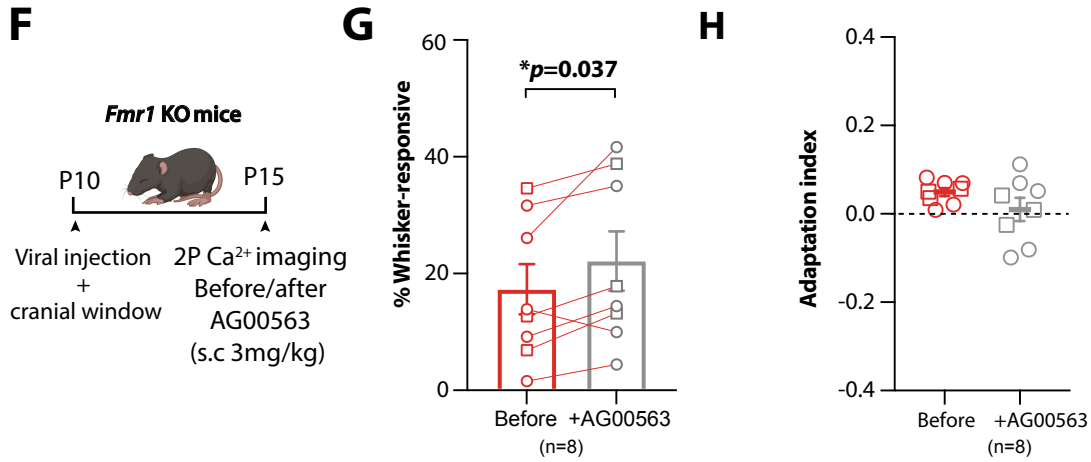 F
Fmr1 KO mice
P10
P15
Viral injection
+
cranial window
2P Ca²⁺ imaging
Before/after
AG00563
(s.c 3mg/kg)
G
% Whisker-responsive
60
40
20
0
*p=0.037
Before
+AG00563
(n=8)
H
Adaptation index
0.4
0.2
0.0
-0.2
-0.4
Before
+AG00563
(n=8)